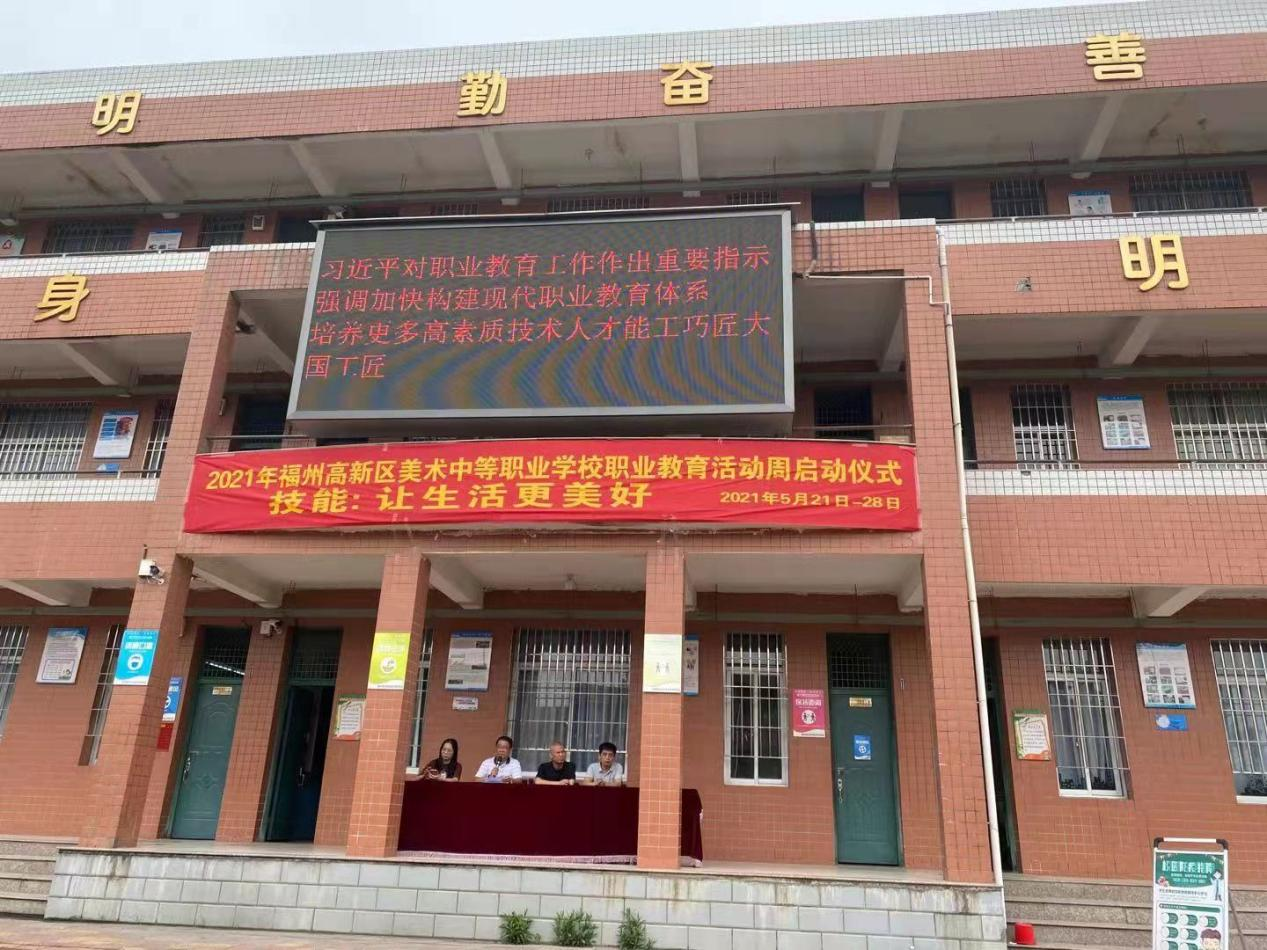 明 勤 奋 善
身 明
习近平对职业教育工作作出重要指示
强调加快构建现代职业教育体系
培养更多高素质技术人才能工巧匠大
国工匠
2021年福州高新区美术中等职业学校职业教育活动周启动仪式
技能：让生活更美好 2021年5月21日-28日